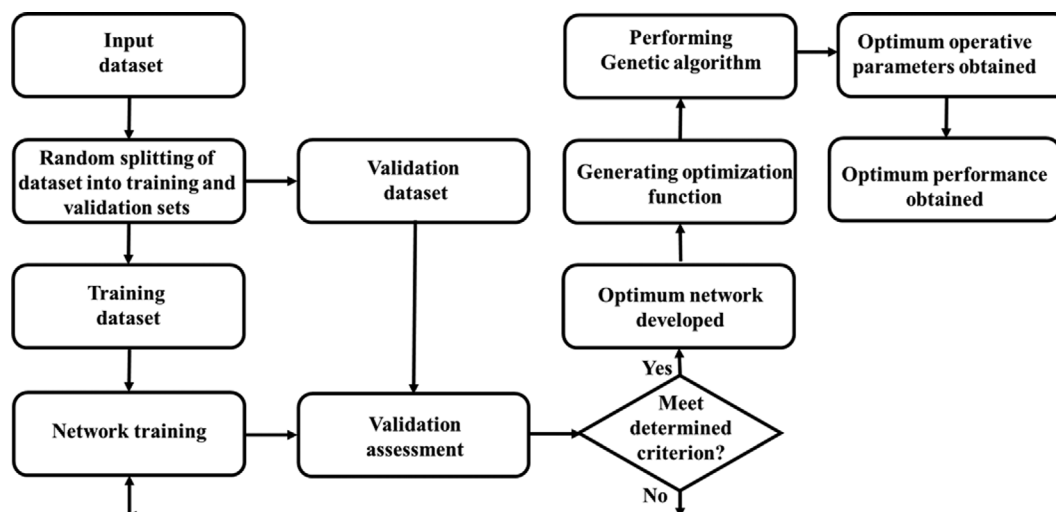 Input
dataset
Random splitting of
dataset into training and
validation sets
Training
dataset
Network training
Validation
dataset
Validation
assessment
Performing
Genetic algorithm
Generating optimization
function
Optimum network
developed
Yes
Meet
determined
criterion?
No
Optimum operative
parameters obtained
Optimum performance
obtained